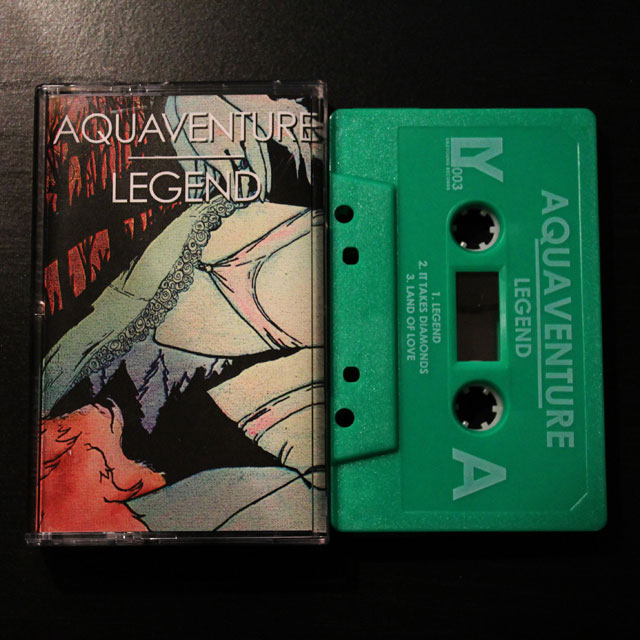 AQUAVENTURE
LEGEND
003
AQUAVENTURE
LEGEND
1. LEGEND
2. IT TAKES DIAMONDS
3. LAND OF LOVE
A